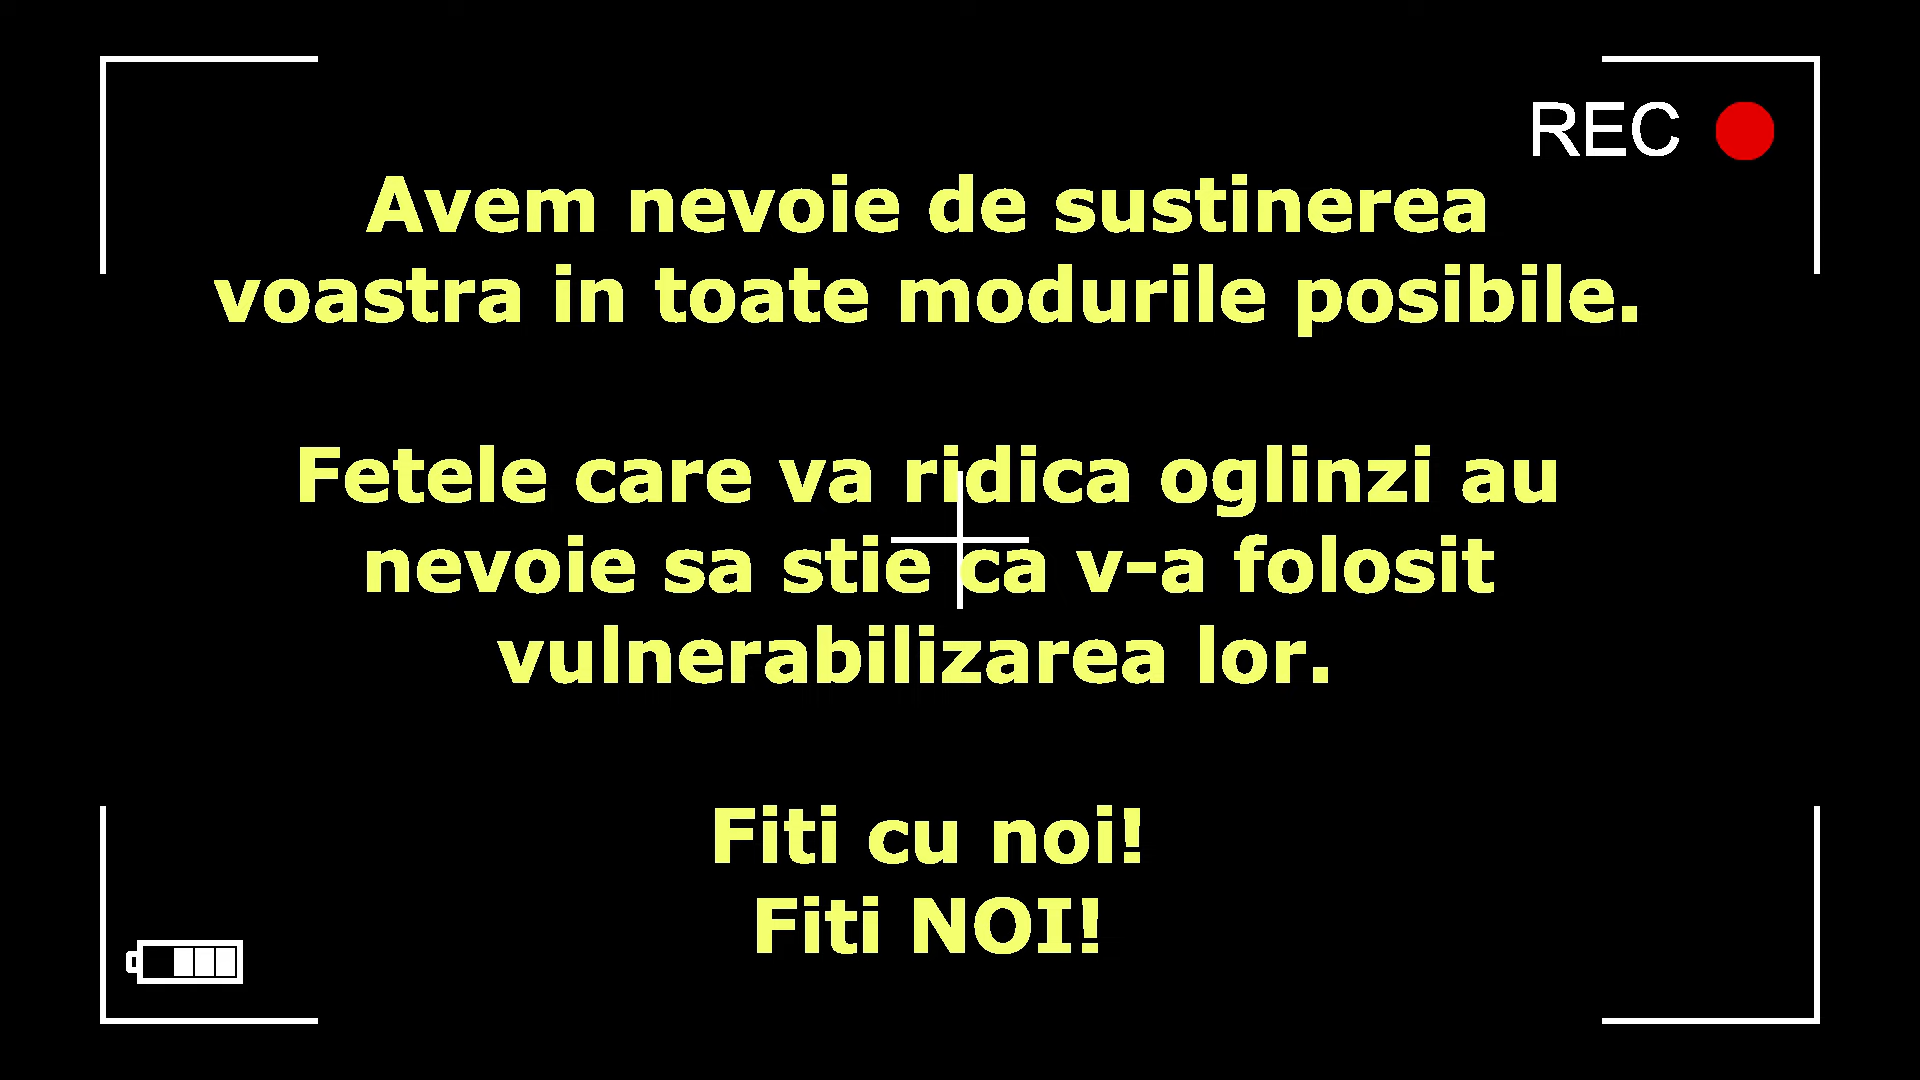 REC
Avem nevoie de sustinerea
voastra in toate modurile posibile.
Fetele care va ridica oglinzi au
nevoie sa stie ca v-a folosit
vulnerabilizarea lor.
Fiti cu noi!
Fiti NOI!